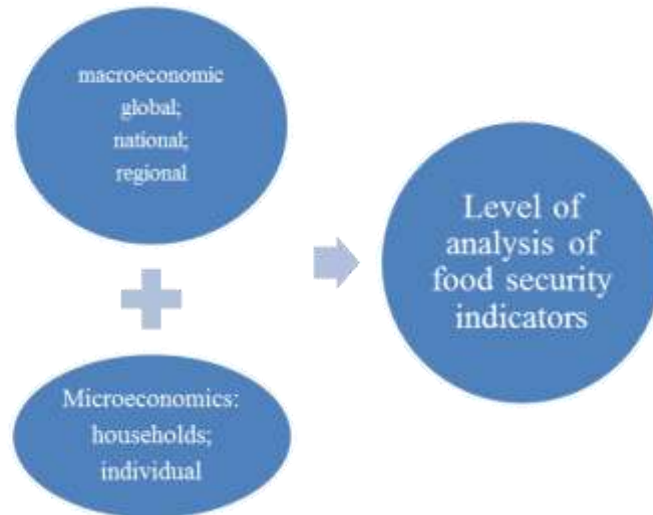 macroeconomic
global;
national;
regional
Microeconomics:
households;
individual
Level of
analysis of
food security
indicators